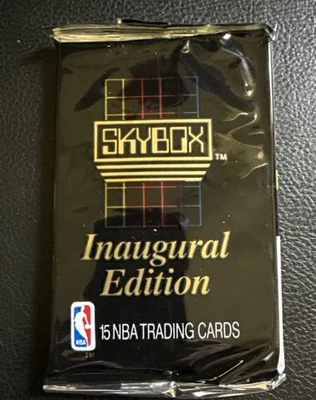 SKYBOX
TM
Inaugural
Edition
NBA
15 NBA TRADING CARDS